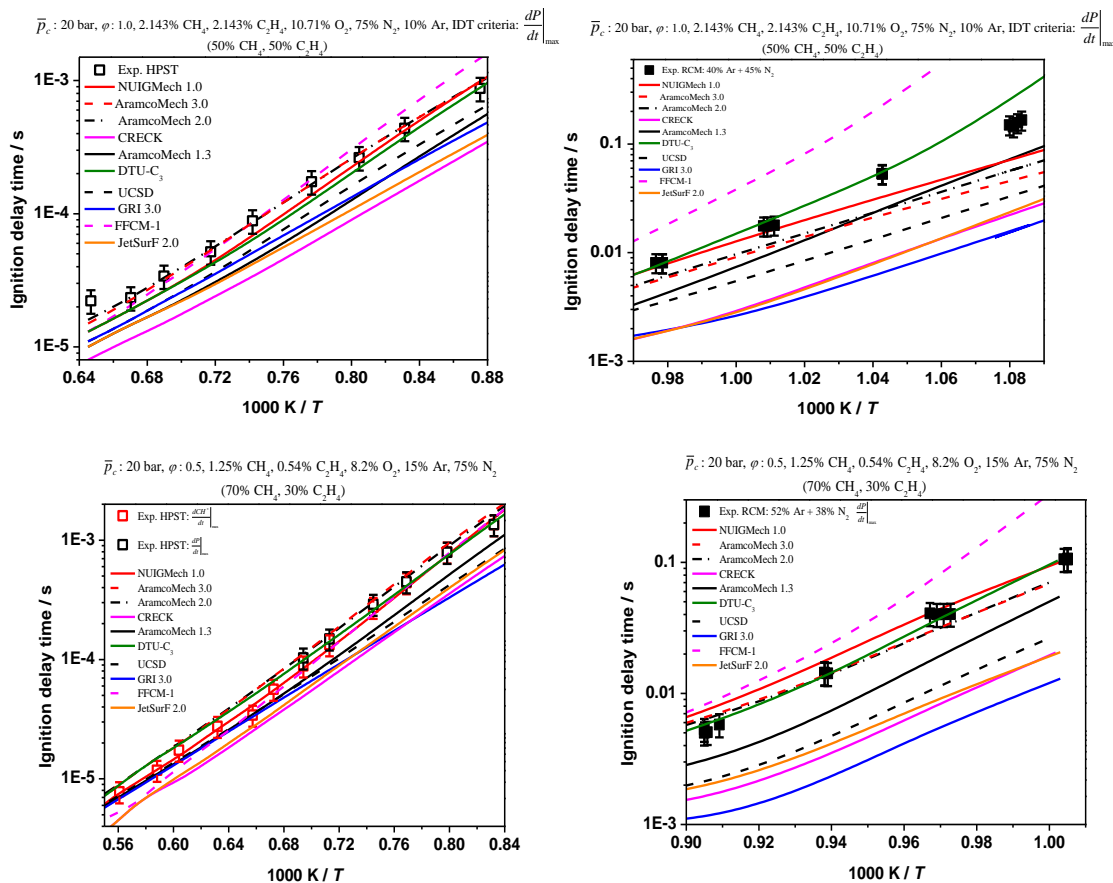 p̅c : 20 bar, φ: 1.0, 2.143% CH4, 2.143% C2H4, 10.71% O2, 75% N2, 10% Ar, IDT criteria: dP/dt|max
(50% CH4, 50% C2H4)
Ignition delay time / s
1E-3
1E-4
1E-5
Exp. HPST
NUIGMech 1.0
AramcoMech 3.0
AramcoMech 2.0
CRECK
AramcoMech 1.3
DTU-C3
UCSD
GRI 3.0
FFCM-1
JetSurF 2.0
0.64 0.68 0.72 0.76 0.80 0.84 0.88
1000 K / T
p̅c : 20 bar, φ: 1.0, 2.143% CH4, 2.143% C2H4, 10.71% O2, 75% N2, 10% Ar, IDT criteria: dP/dt|max
(50% CH4, 50% C2H4)
Ignition delay time / s
0.1
0.01
1E-3
Exp. RCM: 40% Ar + 45% N2
NUIGMech 1.0
AramcoMech 3.0
AramcoMech 2.0
CRECK
AramcoMech 1.3
DTU-C3
UCSD
GRI 3.0
FFCM-1
JetSurF 2.0
0.98 1.00 1.02 1.04 1.06 1.08
1000 K / T
p̅c : 20 bar, φ: 0.5, 1.25% CH4, 0.54% C2H4, 8.2% O2, 15% Ar, 75% N2
(70% CH4, 30% C2H4)
Ignition delay time / s
1E-3
1E-4
1E-5
Exp. HPST: dCH*/dt|
Exp. HPST: dP/dt|
NUIGMech 1.0
AramcoMech 3.0
AramcoMech 2.0
CRECK
AramcoMech 1.3
DTU-C3
UCSD
GRI 3.0
FFCM-1
JetSurF 2.0
0.56 0.60 0.64 0.68 0.72 0.76 0.80 0.84
1000 K / T
p̅c : 20 bar, φ: 0.5, 1.25% CH4, 0.54% C2H4, 8.2% O2, 15% Ar, 75% N2
(70% CH4, 30% C2H4)
Ignition delay time / s
0.1
0.01
1E-3
Exp. RCM: 52% Ar + 38% N2 dP/dt|max
NUIGMech 1.0
AramcoMech 3.0
AramcoMech 2.0
CRECK
AramcoMech 1.3
DTU-C3
UCSD
GRI 3.0
FFCM-1
JetSurF 2.0
0.90 0.92 0.94 0.96 0.98 1.00
1000 K / T